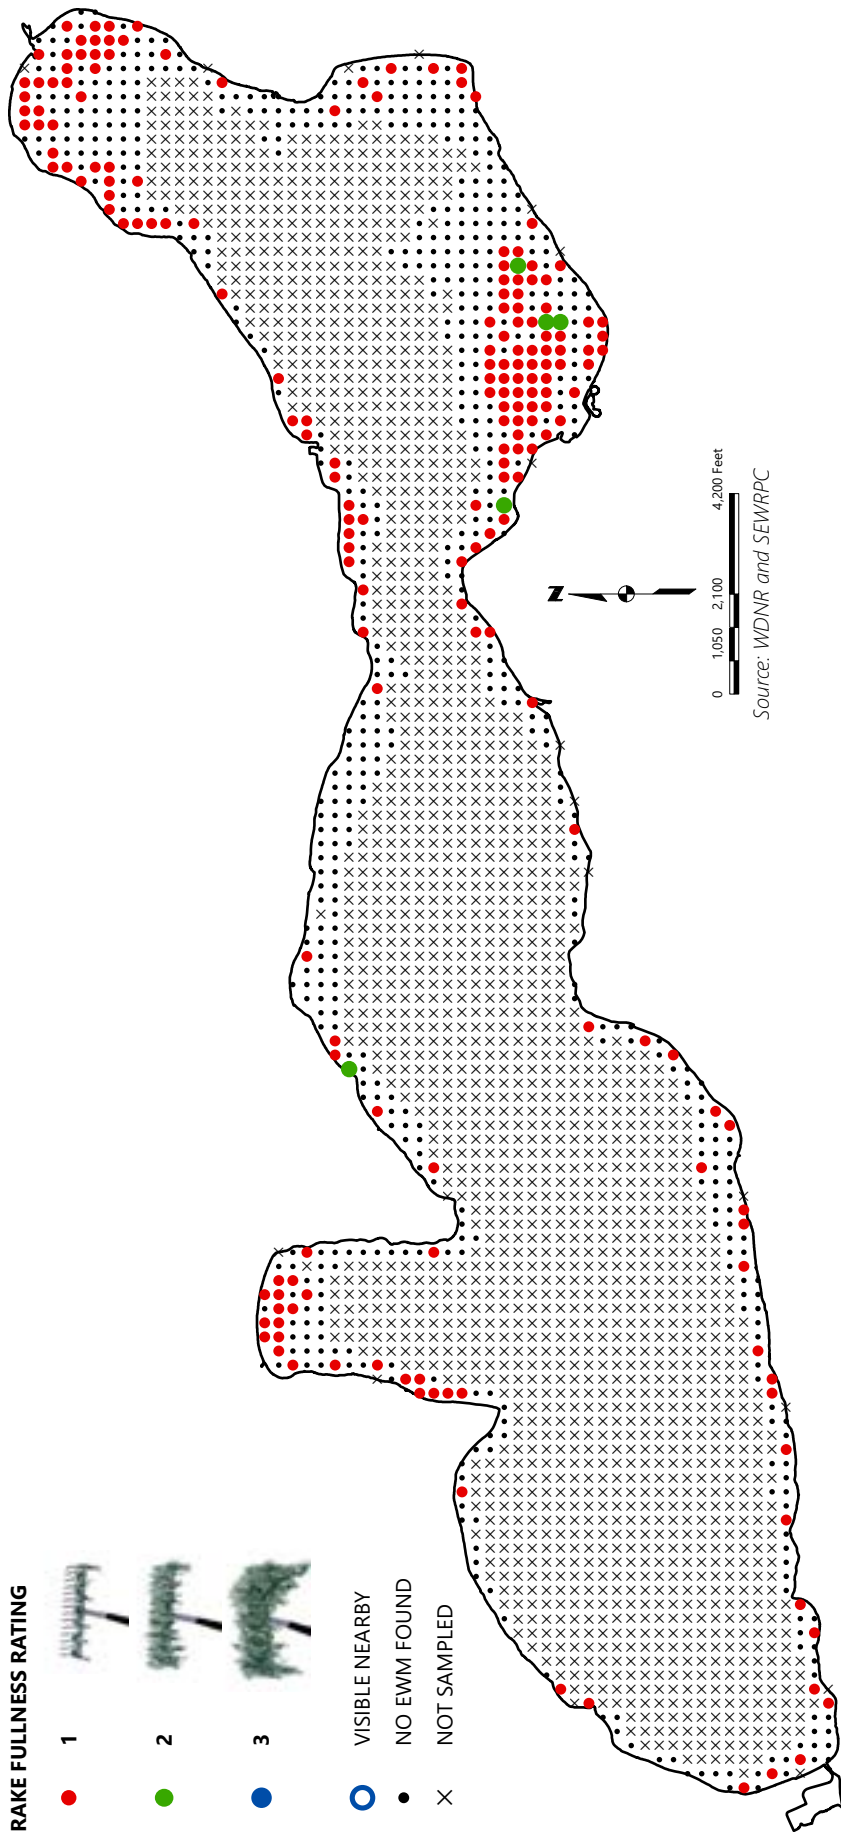 RAKE FULLNESS RATING
1
2
3
VISIBLE NEARBY
NO EWM FOUND
NOT SAMPLED
N
0 1,050 2,100 4,200 Feet
Source: WDNR and SEWRPC